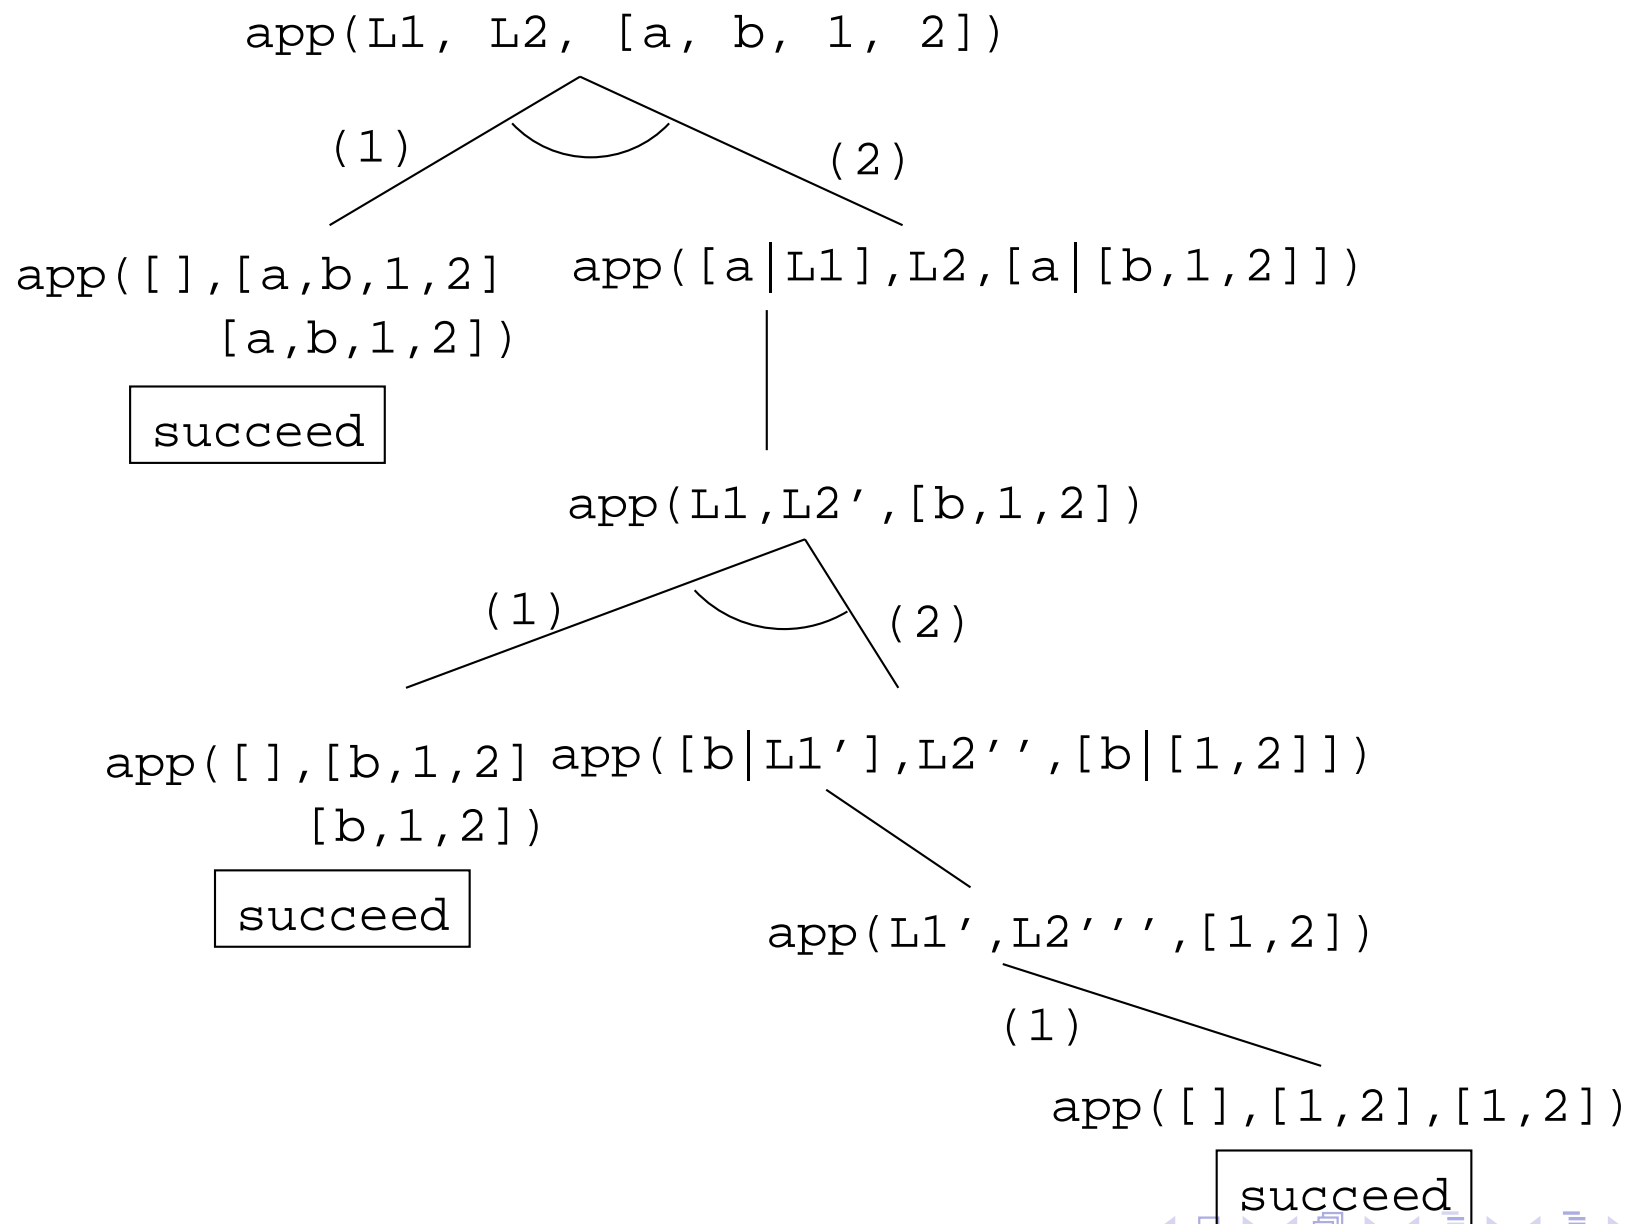 app(L1, L2, [a, b, 1, 2])
(1)
(2)
app([],[a,b,1,2]
[a,b,1,2])
app([a|L1],L2,[a|[b,1,2]])
succeed
app(L1,L2’,[b,1,2])
(1)
(2)
app([],[b,1,2]
[b,1,2])
app([b|L1’],L2’’,[b|[1,2]])
succeed
app(L1’,L2’’’,[1,2])
(1)
app([],[1,2],[1,2])
succeed